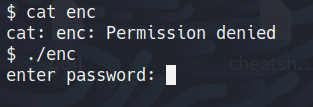 $ cat enc
cat: enc: Permission denied
$ ./enc
enter password: